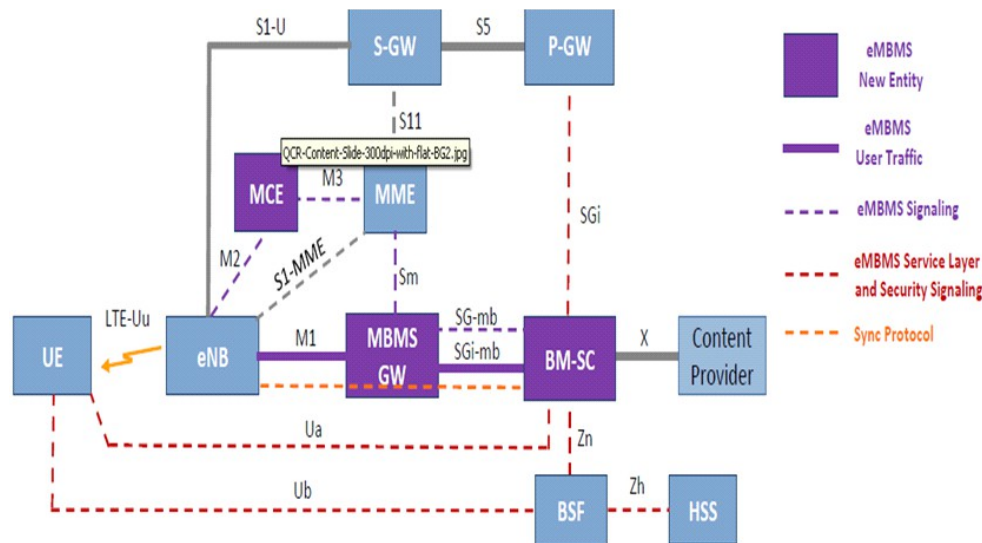 S1-U
S-GW
S5
P-GW
eMBMS
New Entity
S11
QCR-Content-Slide-300dpi-with-flat-BG2.jpg
eMBMS
User Traffic
MCE
M3
MME
SGi
eMBMS Signaling
M2
S1-MME
Sm
eMBMS Service Layer
and Security Signaling
LTE-Uu
SG-mb
Sync Protocol
UE
eNB
M1
MBMS
GW
SGi-mb
BM-SC
X
Content
Provider
Ua
Zn
Ub
BSF
Zh
HSS